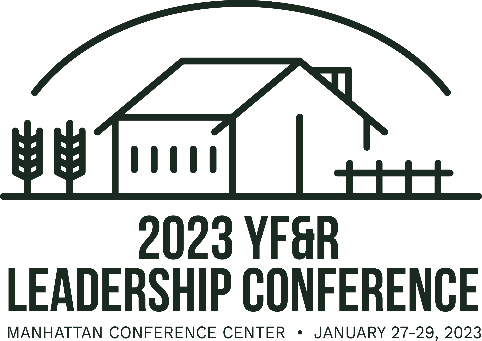 2023 YF&R
LEADERSHIP CONFERENCE
MANHATTAN CONFERENCE CENTER • JANUARY 27-29, 2023